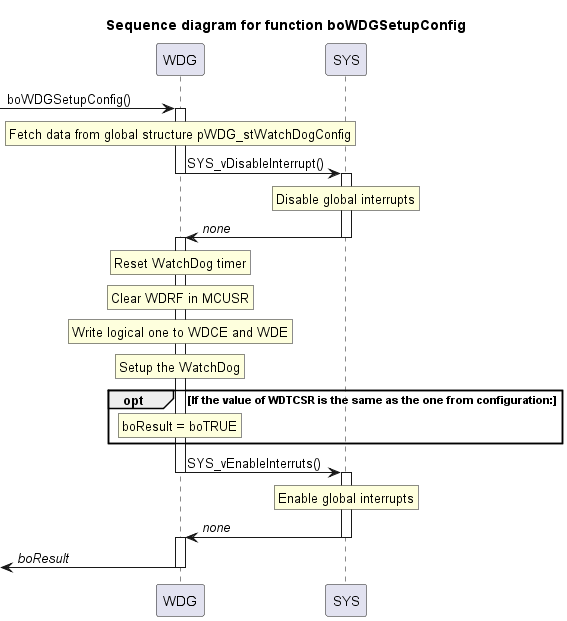 Sequence diagram for function boWDGSetupConfig
WDG
SYS
boWDGSetupConfig()
Fetch data from global structure pWDG_stWatchDogConfig
SYS_vDisableInterrupt()
Disable global interrupts
none
Reset WatchDog timer
Clear WDRF in MCUSR
Write logical one to WDCE and WDE
Setup the WatchDog
opt
[If the value of WDTCSR is the same as the one from configuration:]
boResult = boTRUE
SYS_vEnableInterruts()
Enable global interrupts
none
boResult
WDG
SYS